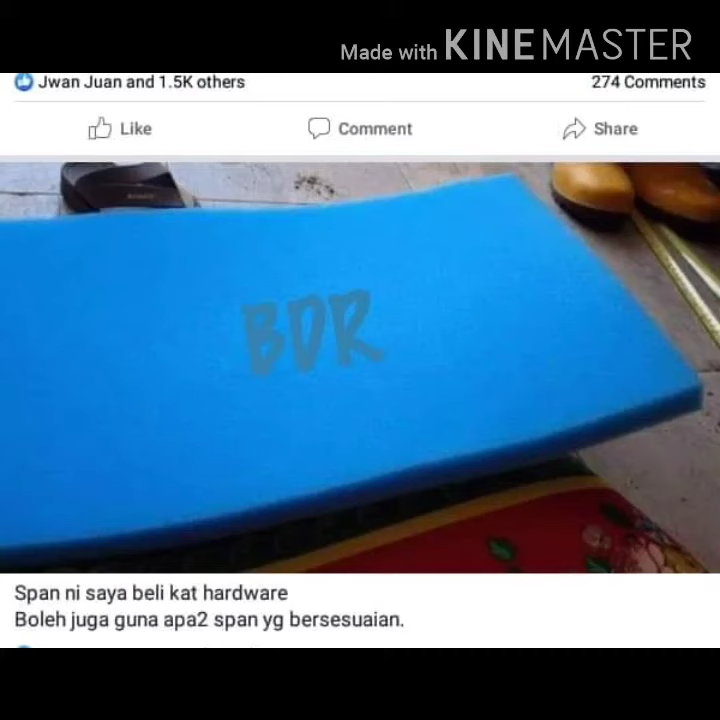 Made with KINEMASTER
Jwan Juan and 1.5K others
274 Comments
Like
Comment
Share
BDR
Span ni saya beli kat hardware
Boleh juga guna apa2 span yg bersesuaian.